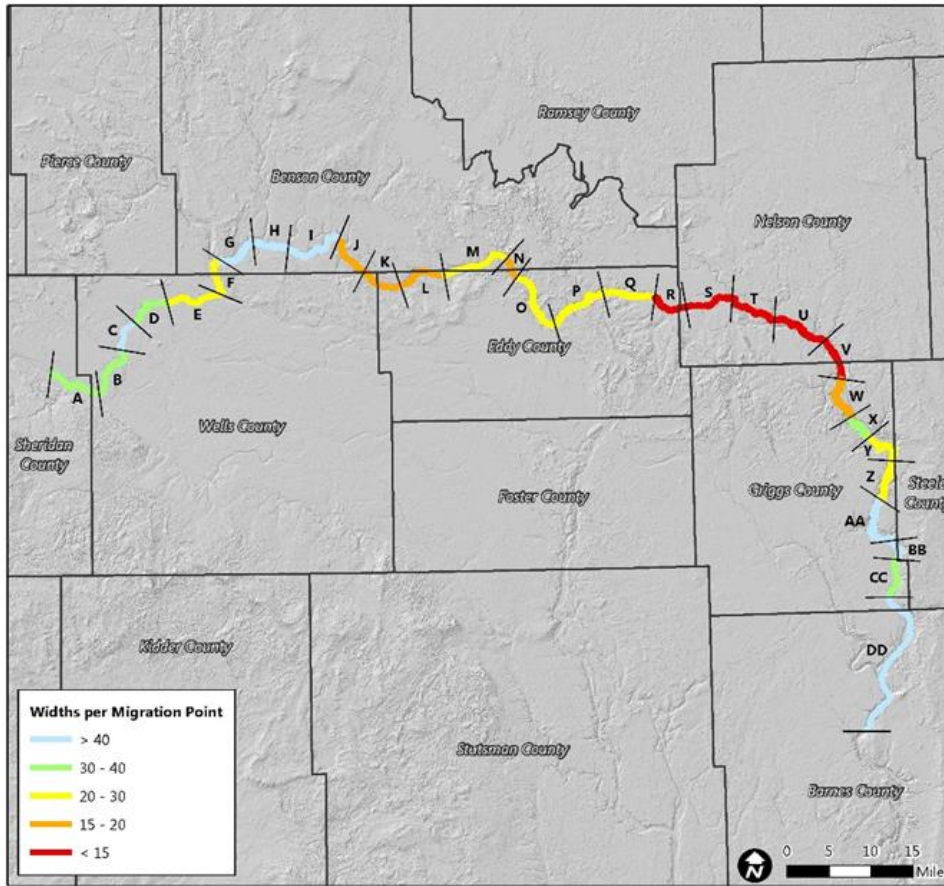 Ramsey County
Pierce County
Benson County
Nelson County
G
H
I
J
K
L
M
N
F
E
D
C
B
A
O
P
Q
R
S
T
U
V
W
X
Y
Z
AA
BB
CC
DD
Eddy County
Wells County
Sheridan
County
Foster County
Griggs County
Steele
County
Kidder County
Stutsman County
Barnes County
Widths per Migration Point
> 40
30 - 40
20 - 30
15 - 20
< 15
N
0 5 10 15
Mile